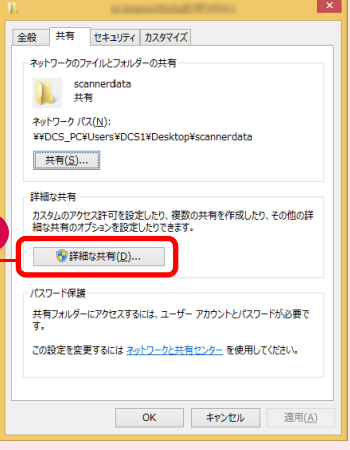 全般 共有 セキュリティ カスタマイズ
ネットワークのファイルとフォルダーの共有
scannerdata
共有
ネットワーク パス(N):
¥¥DCS_PC¥Users¥DCS1¥Desktop¥scannerdata
共有(S)...
詳細な共有
カスタムのアクセス許可を設定したり、複数の共有を作成したり、その他の詳
細な共有のオプションを設定したりできます。
詳細な共有(D)...
パスワード保護
共有フォルダーにアクセスするには、ユーザー アカウントとパスワードが必要で
す。
この設定を変更するには ネットワークと共有センター を使用してください。
OK キャンセル 適用(A)